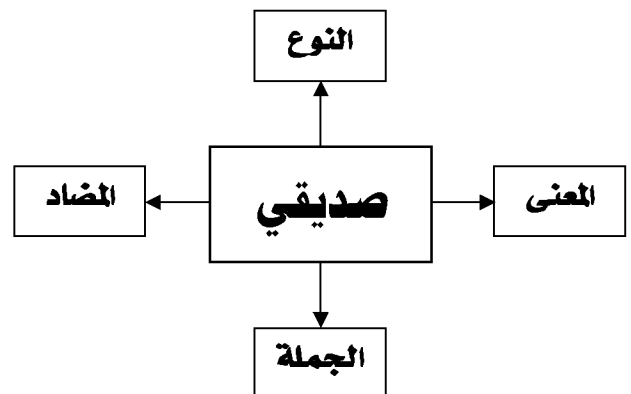 النوع
المعنى
صديقي
المضاد
الجملة